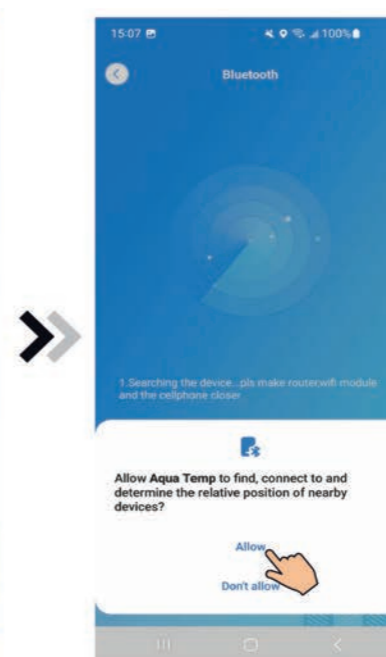 15:07 100%
Bluetooth
1.Searching the device...pls make router,wifi module
and the cellphone closer
Allow Aqua Temp to find, connect to and
determine the relative position of nearby
devices?
Allow
Don't allow